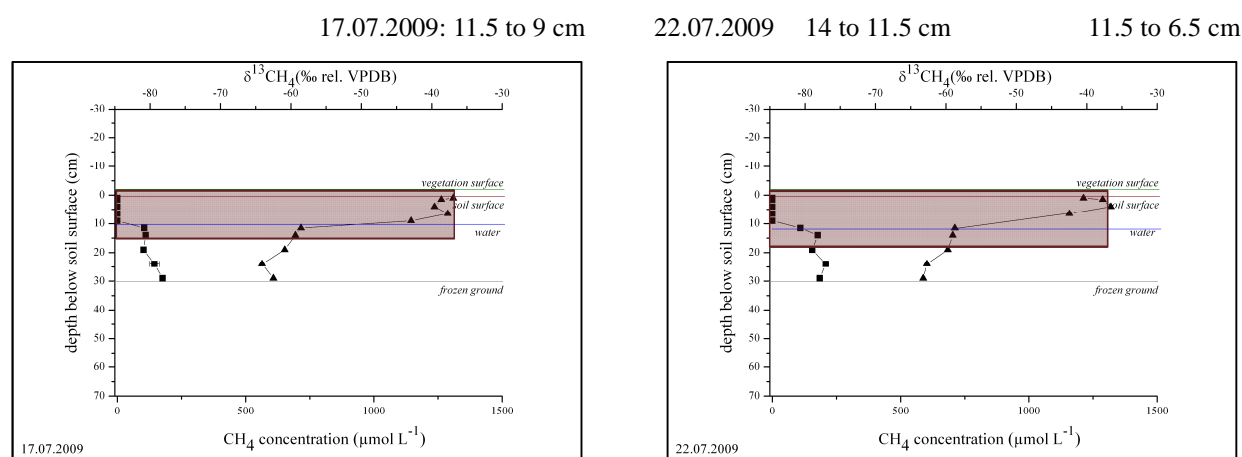 17.07.2009: 11.5 to 9 cm 22.07.2009 14 to 11.5 cm 11.5 to 6.5 cm
δ¹³CH₄(‰ rel. VPDB)
-80 -70 -60 -50 -40 -30
-30
-20
-10
0
10
20
30
40
50
60
70
depth below soil surface (cm)
vegetation surface
soil surface
water
frozen ground
0 500 1000 1500
CH₄ concentration (µmol L⁻¹)
17.07.2009
δ¹³CH₄(‰ rel. VPDB)
-80 -70 -60 -50 -40 -30
-30
-20
-10
0
10
20
30
40
50
60
70
depth below soil surface (cm)
vegetation surface
soil surface
water
frozen ground
0 500 1000 1500
CH₄ concentration (µmol L⁻¹)
22.07.2009